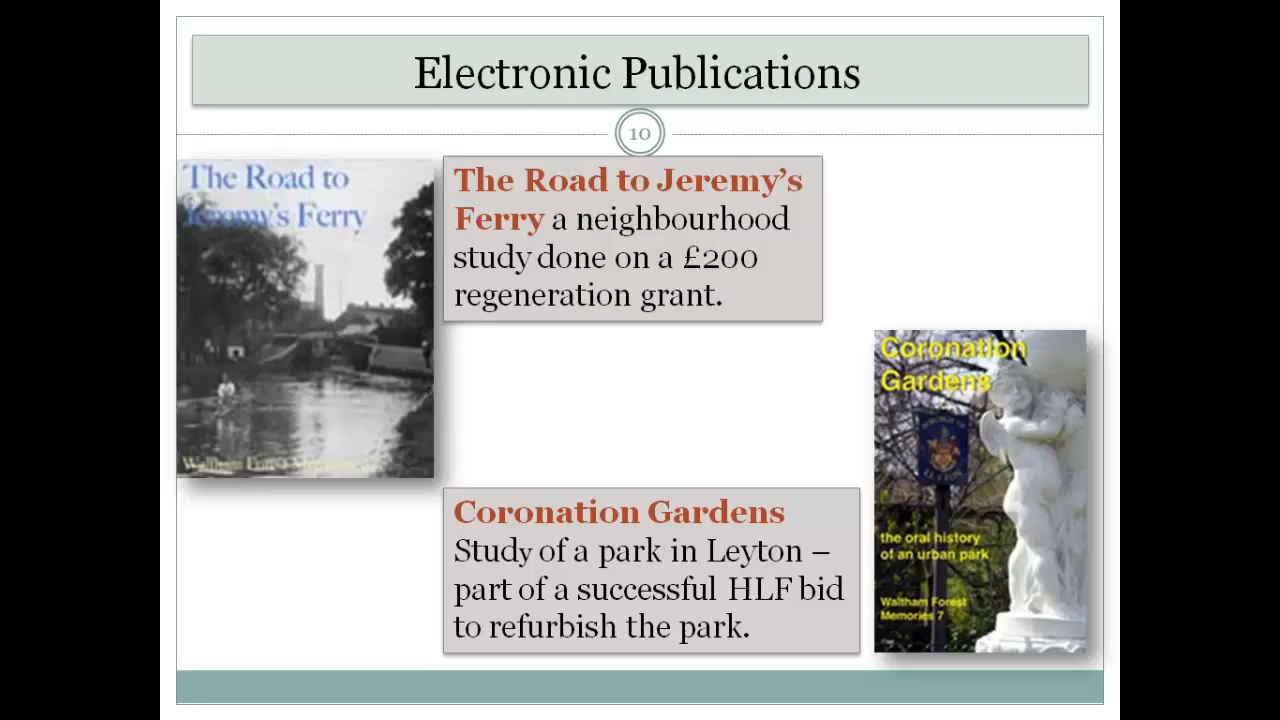 Electronic Publications
10
The Road to
Jeremy's Ferry
The Road to Jeremy's
Ferry a neighbourhood
study done on a £200
regeneration grant.
Coronation
Gardens
the oral history
of an urban park
Waltham Forest
Memories 7
Coronation Gardens
Study of a park in Leyton –
part of a successful HLF bid
to refurbish the park.